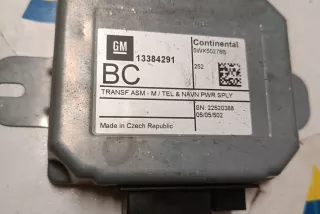 GM
13384291
Continental
5WK50278B
BC
252
TRANSF ASM - M / TEL & NAVN PWR SPLY
SN: 22520388
05/05/502
Made in Czech Republic